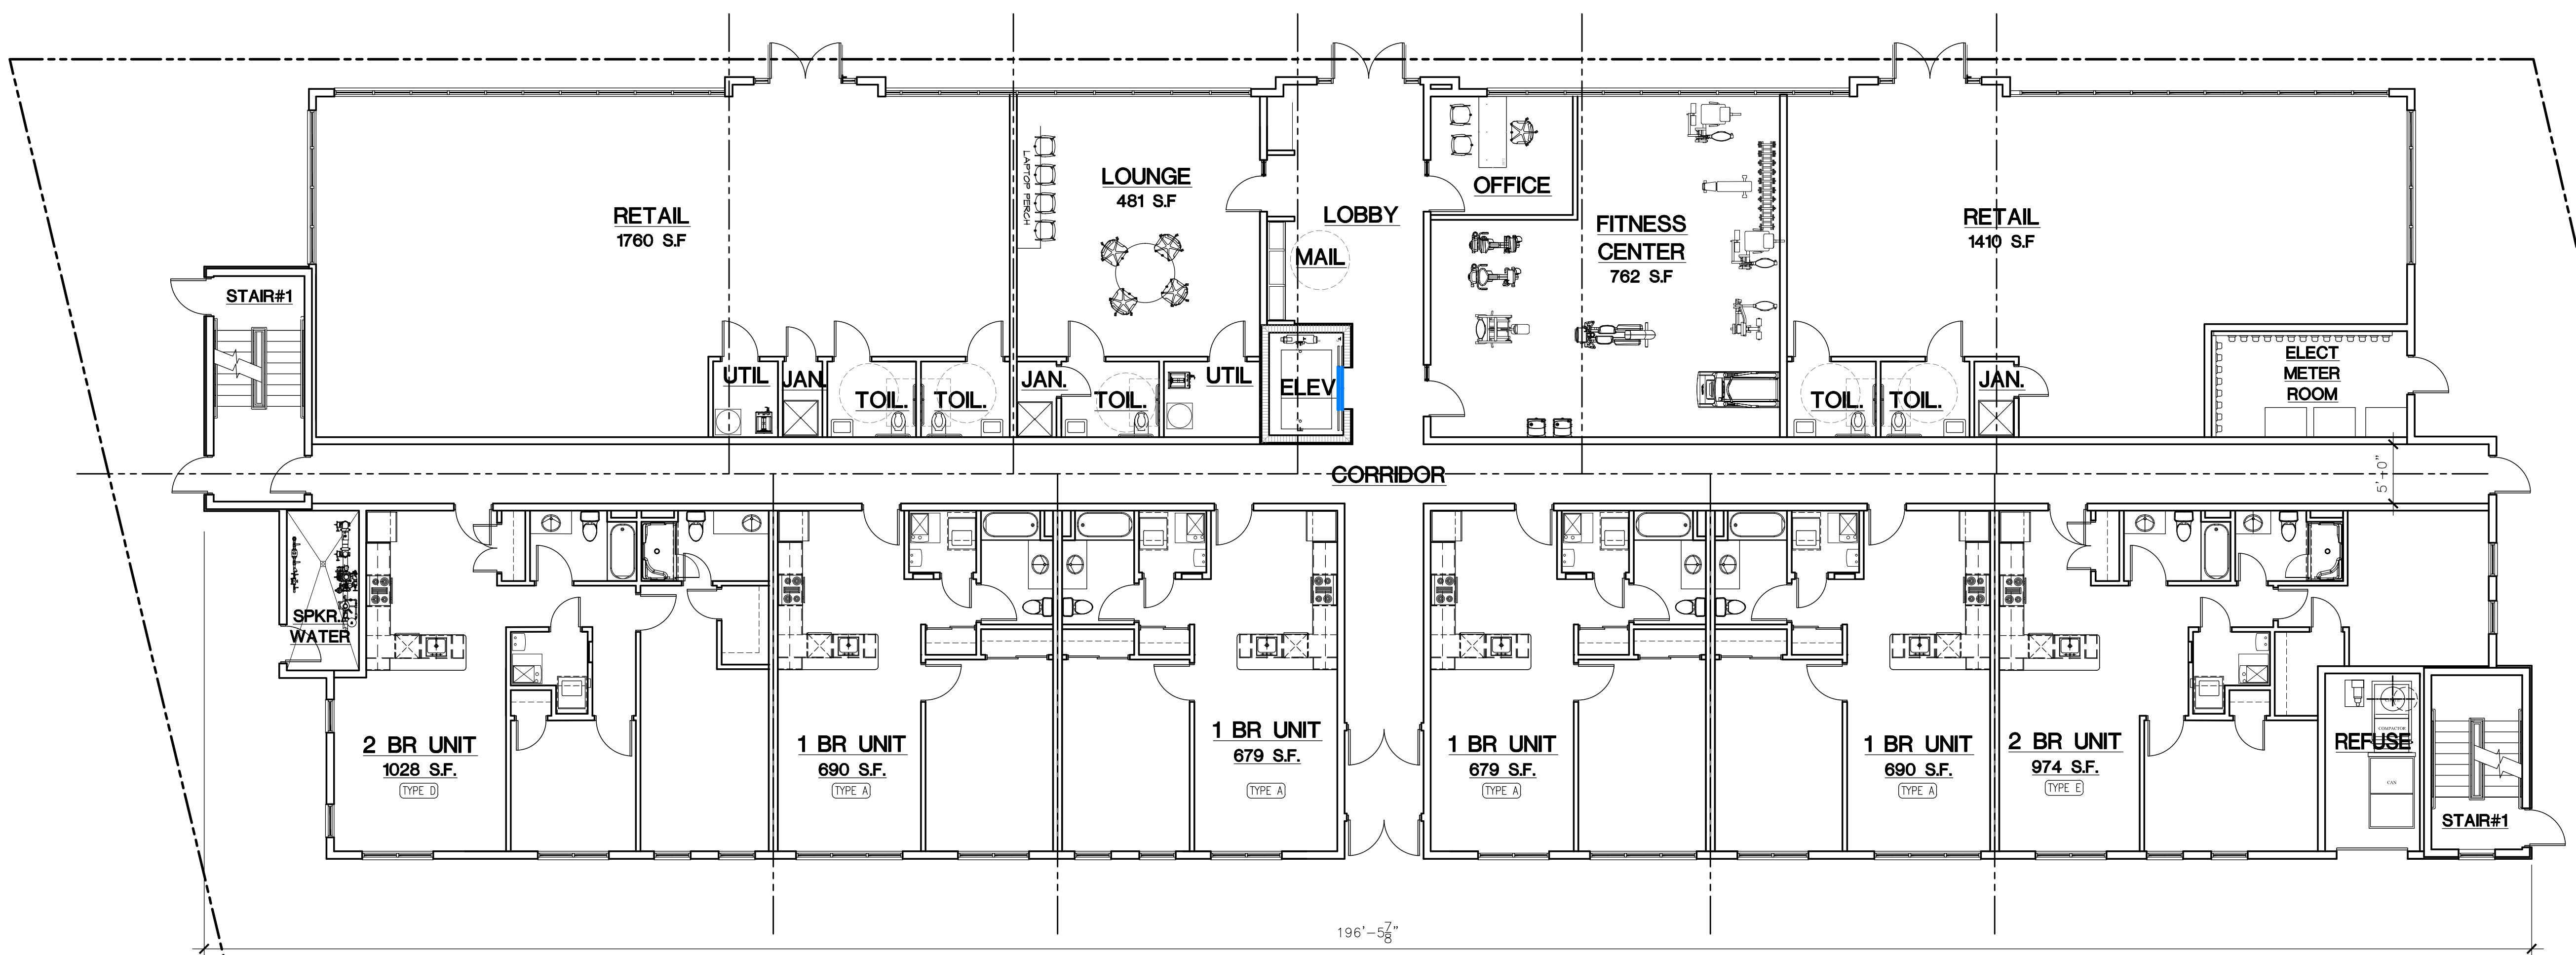 RETAIL
1760 S.F
LAPTOP PERCH
LOUNGE
481 S.F
LOBBY
MAIL
OFFICE
FITNESS
CENTER
762 S.F
RETAIL
1410 S.F
STAIR#1
UTIL
JAN.
TOIL.
TOIL.
JAN.
TOIL.
UTIL
ELEV
TOIL.
TOIL.
JAN.
ELECT
METER
ROOM
CORRIDOR
5'-0"
SPKR.
WATER
2 BR UNIT
1028 S.F.
TYPE D
1 BR UNIT
690 S.F.
TYPE A
1 BR UNIT
679 S.F.
TYPE A
1 BR UNIT
679 S.F.
TYPE A
1 BR UNIT
690 S.F.
TYPE A
2 BR UNIT
974 S.F.
TYPE E
COMPACTOR
REFUSE
CAN
STAIR#1
196'-5 7/8"